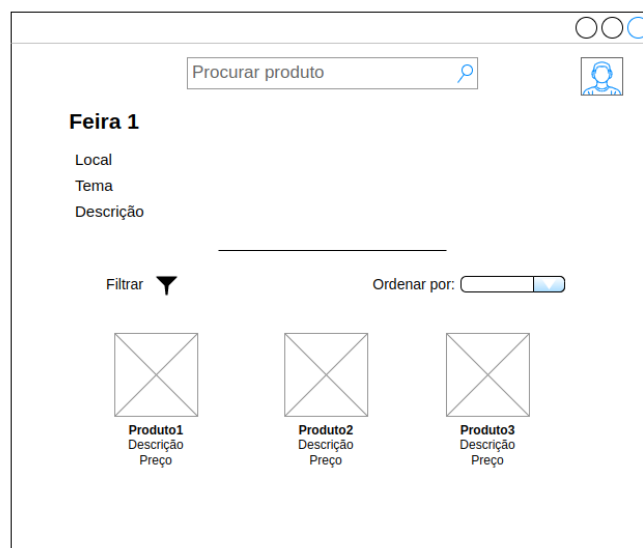 Procurar produto
Feira 1
Local
Tema
Descrição
Filtrar
Ordenar por:
Produto1
Descrição
Preço
Produto2
Descrição
Preço
Produto3
Descrição
Preço